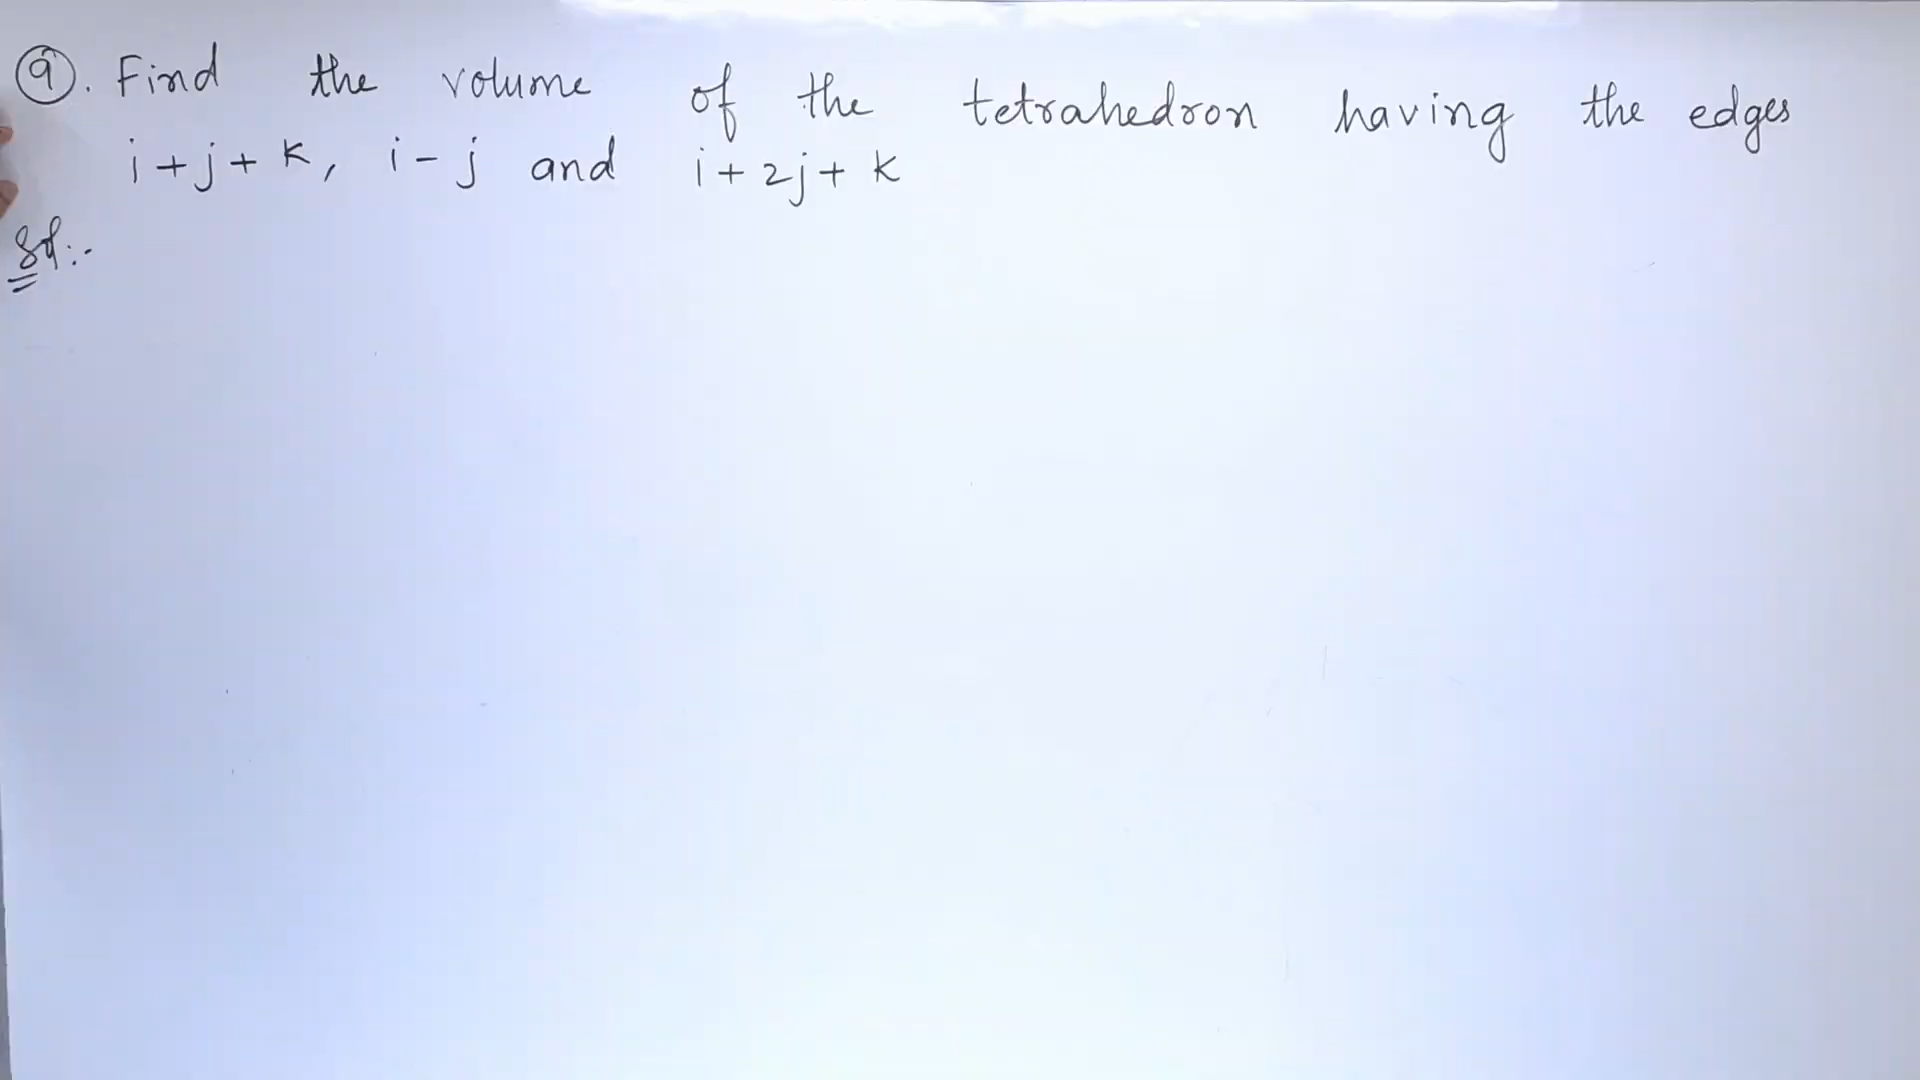 9. Find the volume of the tetrahedron having the edges
i+j+k, i-j and i+2j+k
Sol:-